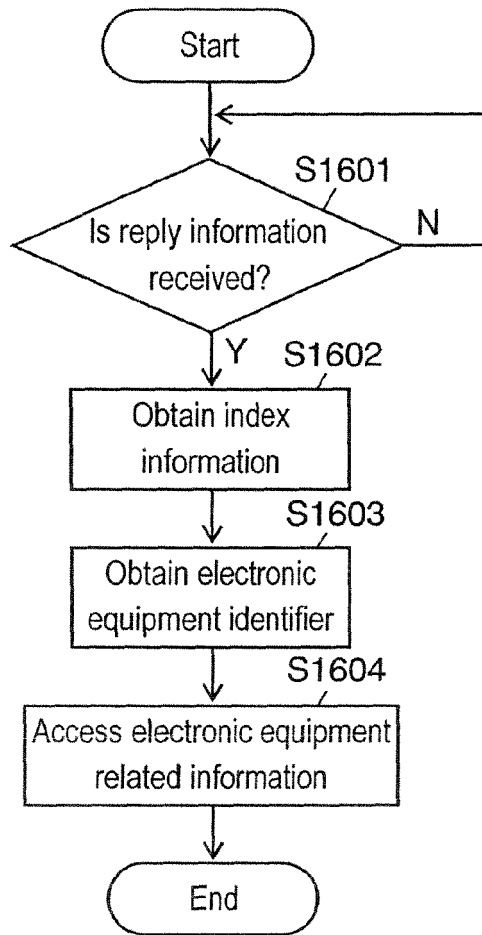 Start
S1601
Is reply information
received?
N
Y
S1602
Obtain index
information
S1603
Obtain electronic
equipment identifier
S1604
Access electronic equipment
related information
End